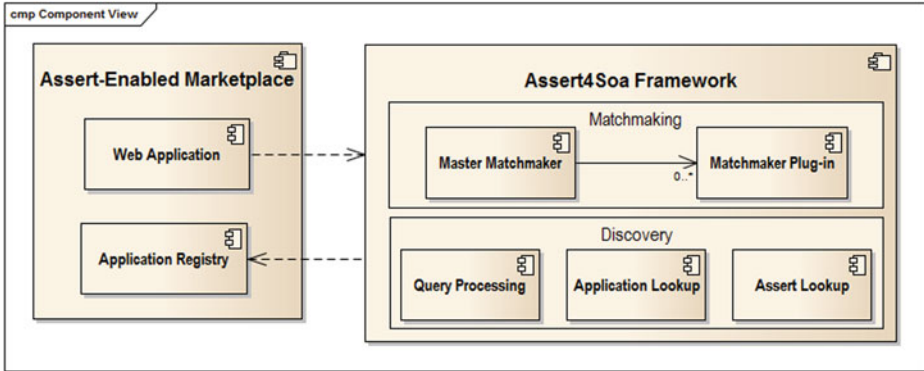 cmp Component View
Assert-Enabled Marketplace
Web Application
Application Registry
Assert4Soa Framework
Matchmaking
Master Matchmaker
0..*
Matchmaker Plug-in
Discovery
Query Processing
Application Lookup
Assert Lookup